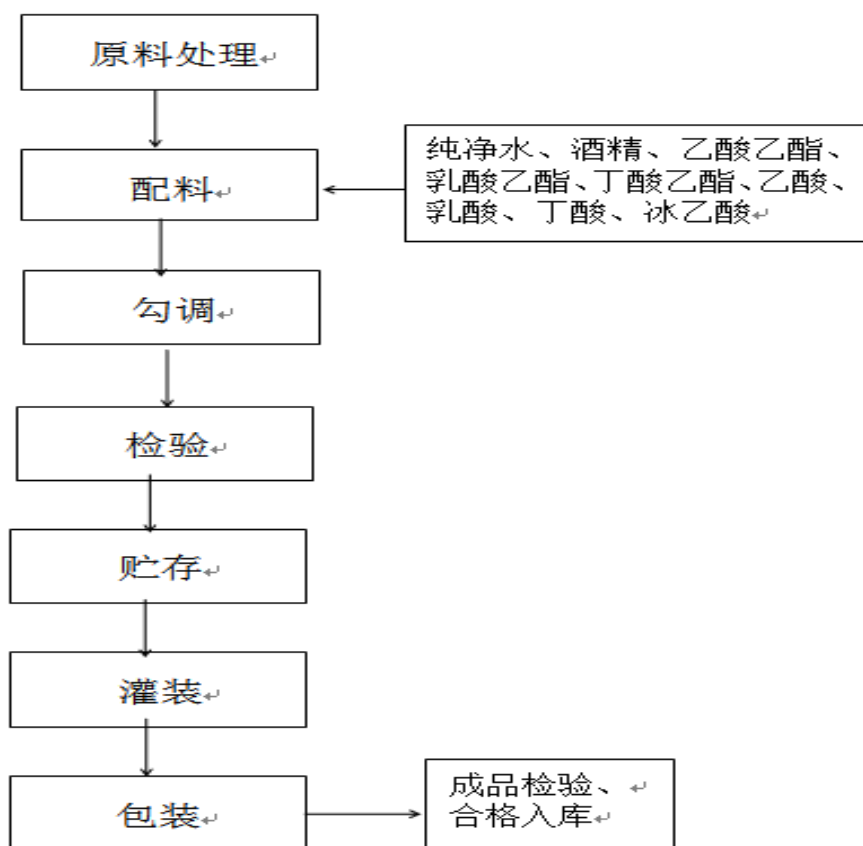 原料处理
配料
纯净水、酒精、乙酸乙酯、
乳酸乙酯、丁酸乙酯、乙酸、
乳酸、丁酸、冰乙酸
勾调
检验
贮存
灌装
包装
成品检验、
合格入库